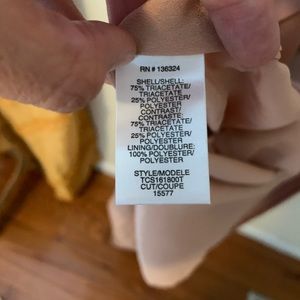 RN # 136324
SHELL/SHELL:
75% TRIACETATE/
TRIACETATE
25% POLYESTER/
POLYESTER
CONTRAST/
CONTRASTE:
75% TRIACETATE/
TRIACETATE
25% POLYESTER/
POLYESTER
LINING/DOUBLURE:
100% POLYESTER/
POLYESTER
STYLE/MODELE
TCS161800T
CUT/COUPE
15577